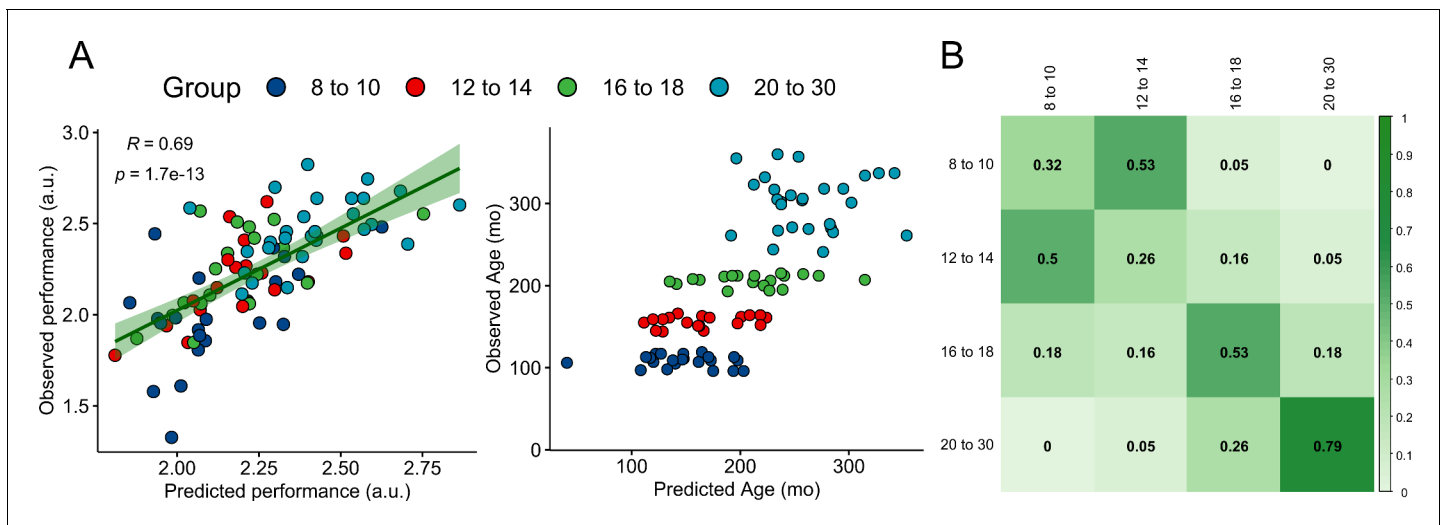 A
B
Group 8 to 10 12 to 14 16 to 18 20 to 30
R = 0.69
p = 1.7e-13
Observed performance (a.u.)
3.0
2.5
2.0
1.5
2.00 2.25 2.50 2.75
Predicted performance (a.u.)
Observed Age (mo)
300
200
100
0
100 200 300
Predicted Age (mo)
8 to 10 12 to 14 16 to 18 20 to 30
8 to 10 0.32 0.53 0.05 0
12 to 14 0.5 0.26 0.16 0.05
16 to 18 0.18 0.16 0.53 0.18
20 to 30 0 0.05 0.26 0.79
1
0.9
0.8
0.7
0.6
0.5
0.4
0.3
0.2
0.1
0